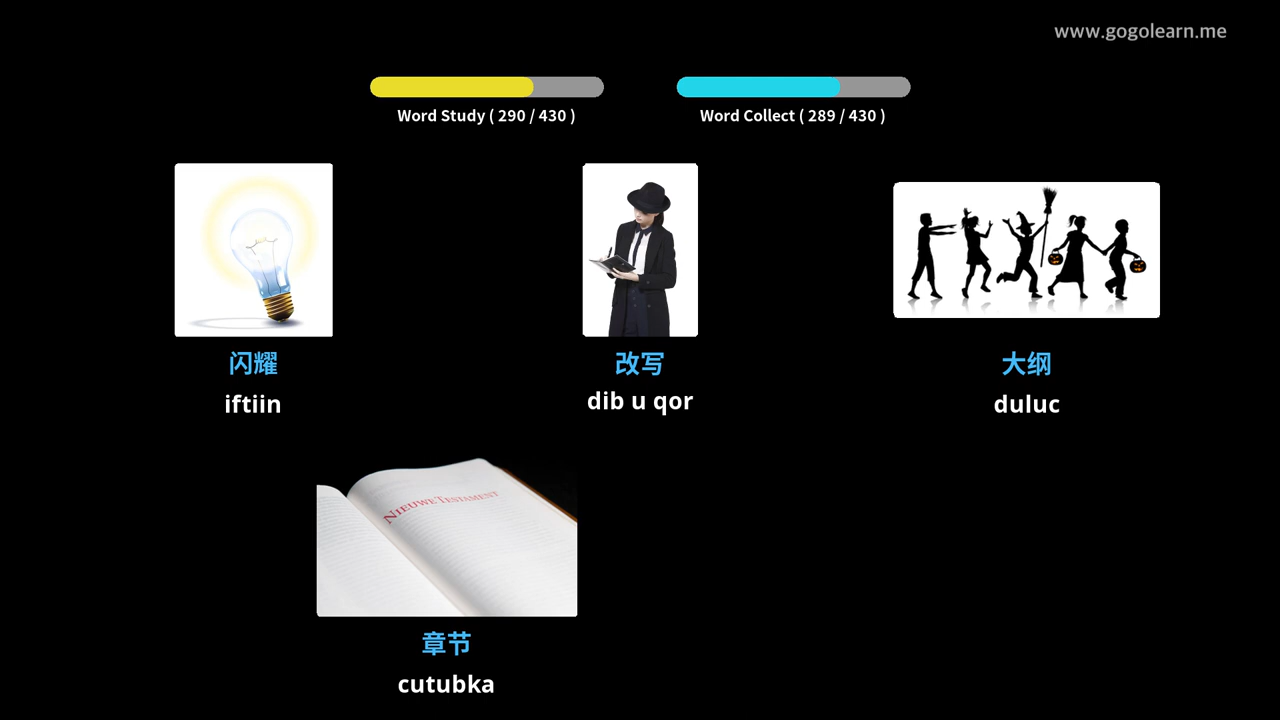 www.gogolearn.me
Word Study ( 290 / 430 )
Word Collect ( 289 / 430 )
闪耀
iftiin
改写
dib u qor
大纲
duluc
NIEUWE TESTAMENT
章节
cutubka